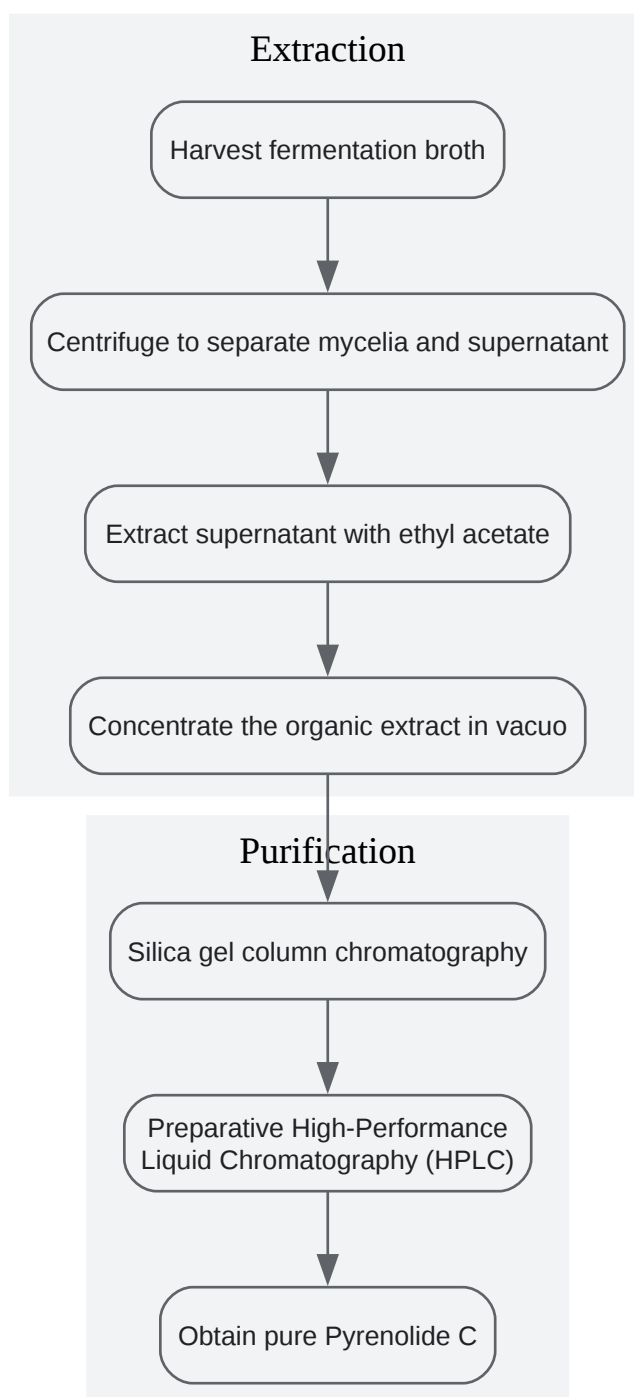 Extraction
Harvest fermentation broth
Centrifuge to separate mycelia and supernatant
Extract supernatant with ethyl acetate
Concentrate the organic extract in vacuo
Purification
Silica gel column chromatography
Preparative High-Performance
Liquid Chromatography (HPLC)
Obtain pure Pyrenolide C